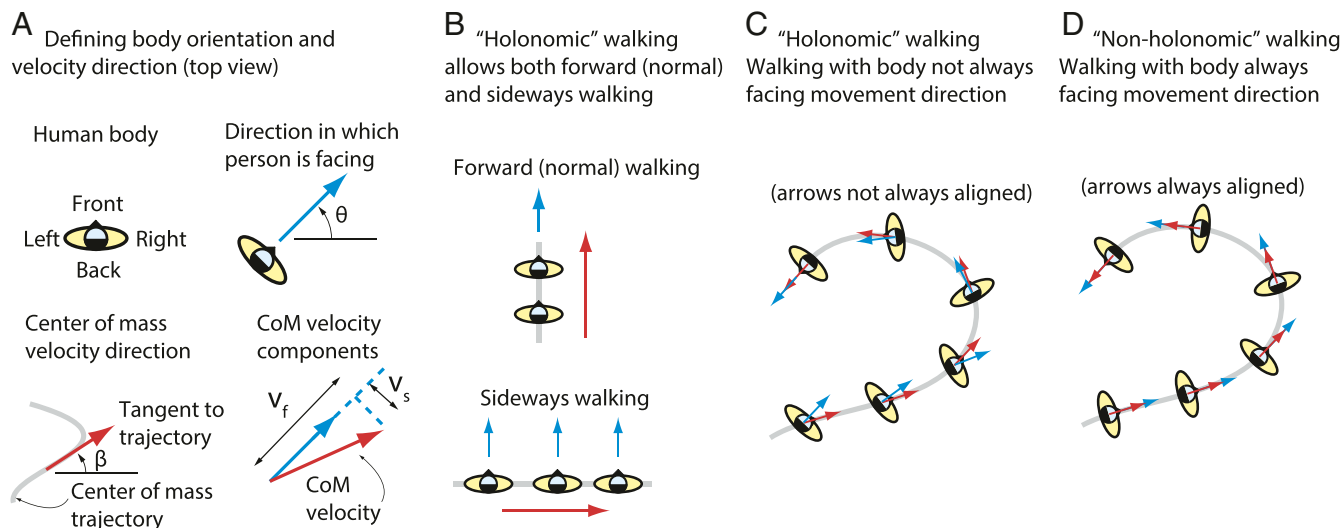 A Defining body orientation and
velocity direction (top view)
Human body
Front
Left
Right
Back
Direction in which
person is facing
θ
Center of mass
velocity direction
Tangent to
trajectory
β
Center of mass
trajectory
CoM velocity
components
Vf
Vs
CoM
velocity
B “Holonomic” walking
allows both forward (normal)
and sideways walking
Forward (normal) walking
Sideways walking
C “Holonomic” walking
Walking with body not always
facing movement direction
(arrows not always aligned)
D “Non-holonomic” walking
Walking with body always
facing movement direction
(arrows always aligned)